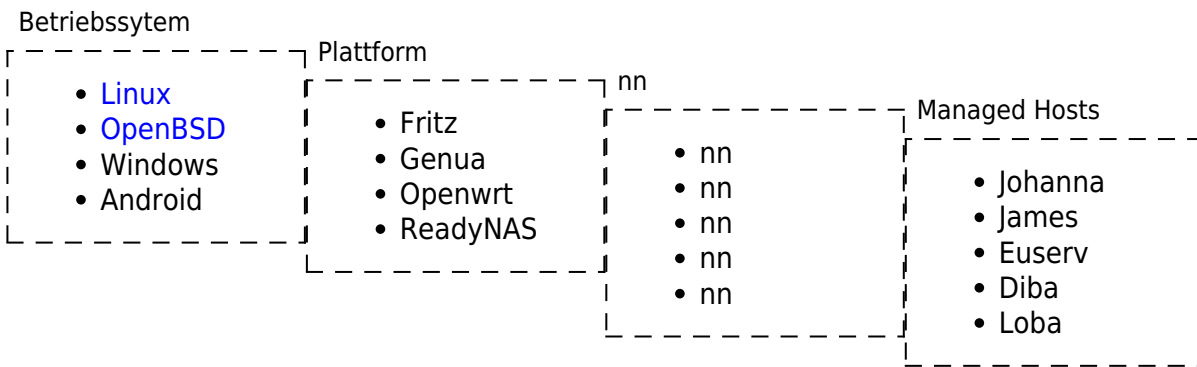 Betriebssytem
Linux
OpenBSD
Windows
Android
Plattform
Fritz
Genua
Openwrt
ReadyNAS
nn
nn
nn
nn
nn
nn
Managed Hosts
Johanna
James
Euserv
Diba
Loba